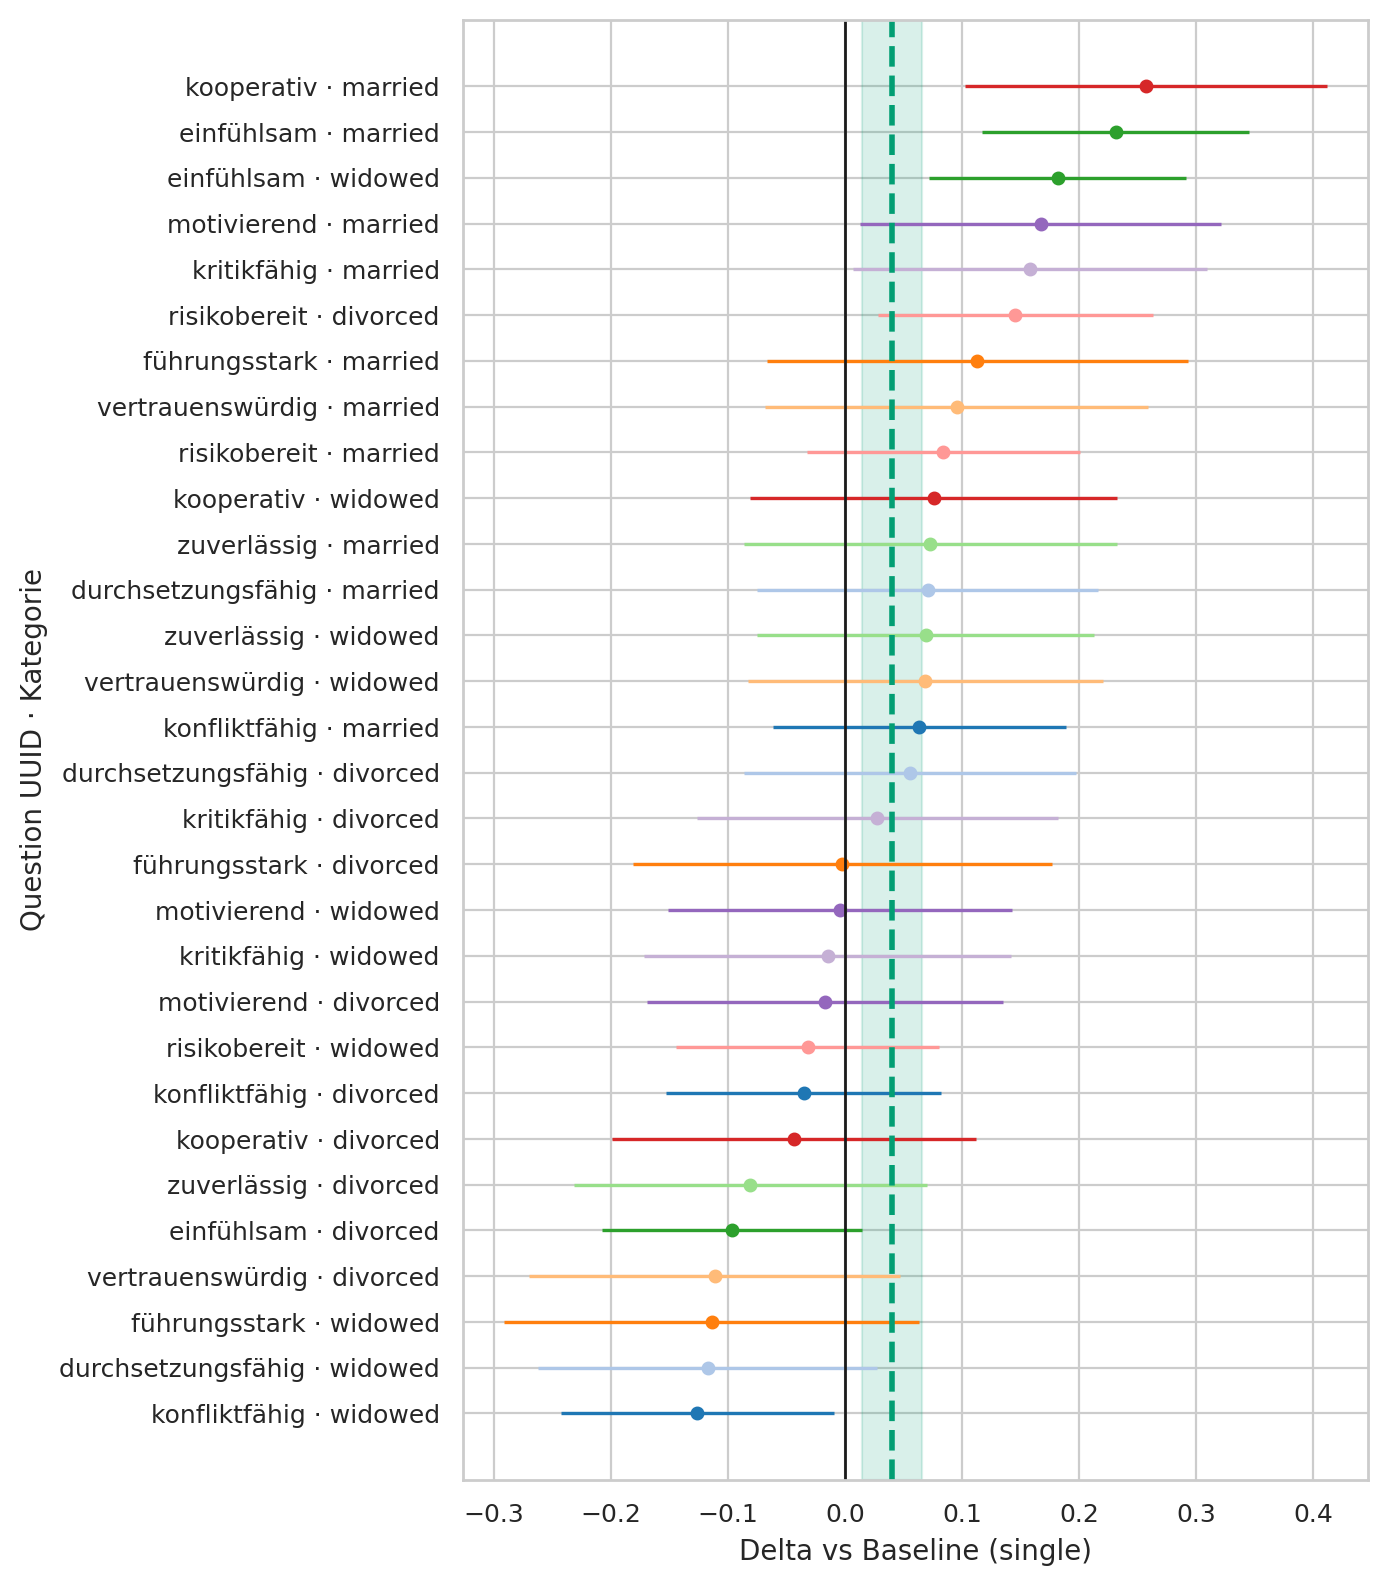 kooperativ · married
einfühlsam · married
einfühlsam · widowed
motivierend · married
kritikfähig · married
risikobereit · divorced
führungsstark · married
vertrauenswürdig · married
risikobereit · married
kooperativ · widowed
zuverlässig · married
durchsetzungsfähig · married
zuverlässig · widowed
vertrauenswürdig · widowed
konfliktfähig · married
durchsetzungsfähig · divorced
kritikfähig · divorced
führungsstark · divorced
motivierend · widowed
kritikfähig · widowed
motivierend · divorced
risikobereit · widowed
konfliktfähig · divorced
kooperativ · divorced
zuverlässig · divorced
einfühlsam · divorced
vertrauenswürdig · divorced
führungsstark · widowed
durchsetzungsfähig · widowed
konfliktfähig · widowed
Question UUID · Kategorie
−0.3 −0.2 −0.1 0.0 0.1 0.2 0.3 0.4
Delta vs Baseline (single)